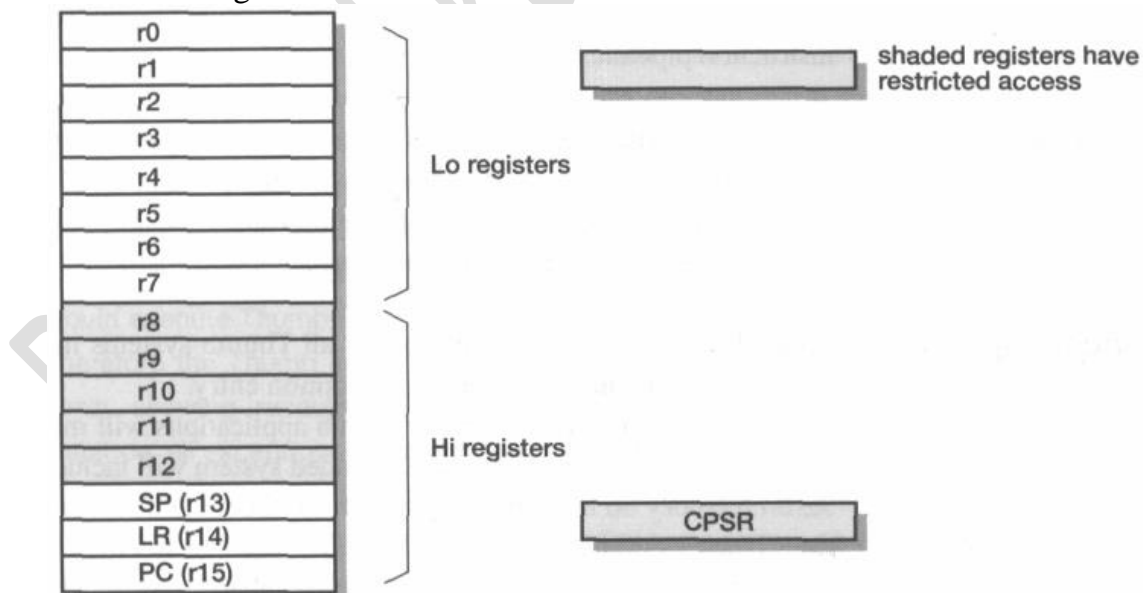 r0
r1
r2
r3
r4
r5
r6
r7
r8
r9
r10
r11
r12
SP (r13)
LR (r14)
PC (r15)
Lo registers
Hi registers
shaded registers have
restricted access
CPSR